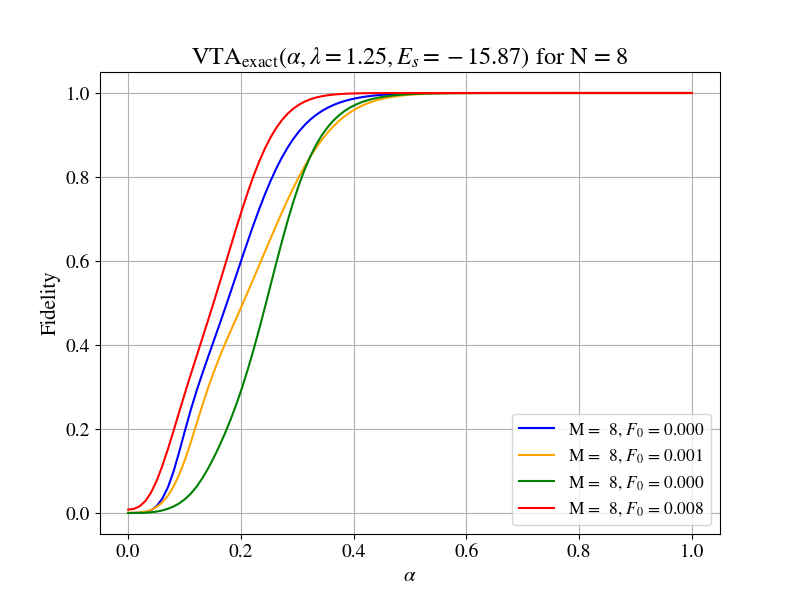 VTA_exact(α, λ = 1.25, E_s = −15.87) for N = 8
Fidelity
1.0
0.8
0.6
0.4
0.2
0.0
M = 8, F_0 = 0.000
M = 8, F_0 = 0.001
M = 8, F_0 = 0.000
M = 8, F_0 = 0.008
0.0 0.2 0.4 0.6 0.8 1.0
α